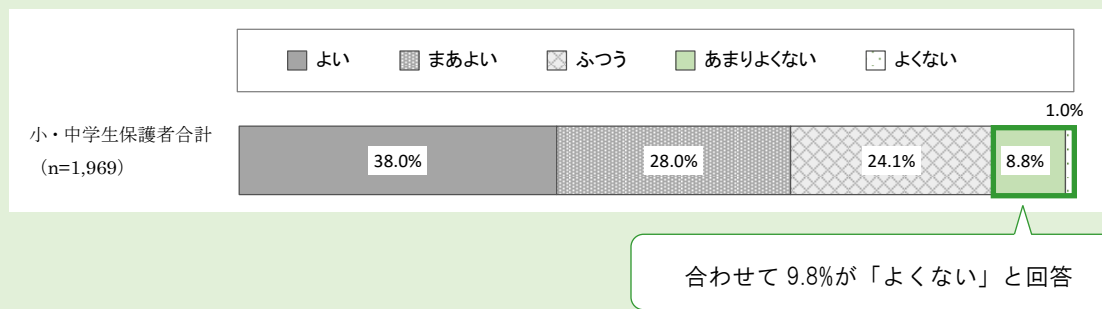 よい まあよい ふつう あまりよくない よくない
1.0%
小・中学生保護者合計
（n=1,969）
38.0% 28.0% 24.1% 8.8%
合わせて 9.8%が「よくない」と回答